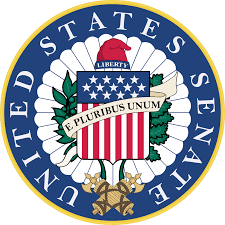 UNITED STATES SENATE
LIBERTY
E PLURIBUS UNUM